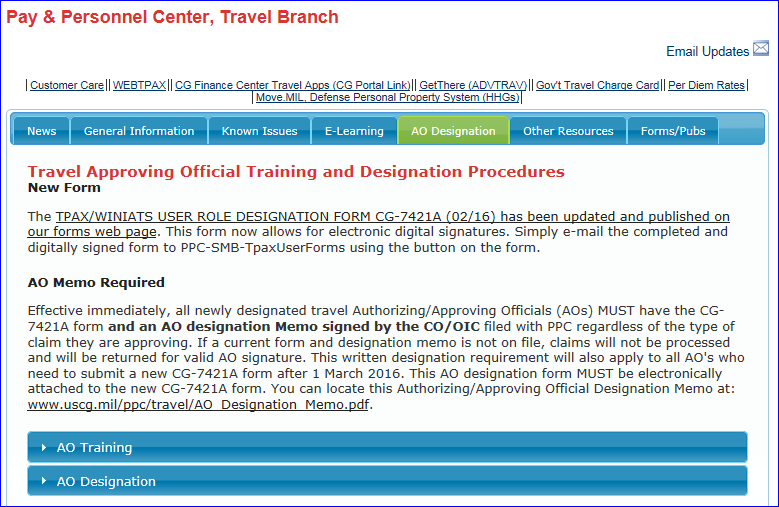 Pay & Personnel Center, Travel Branch
Email Updates
| Customer Care|| WEBTPAX|| CG Finance Center Travel Apps (CG Portal Link)|| GetThere (ADVTRAV)|| Gov't Travel Charge Card|| Per Diem Rates|
| Move.MIL, Defense Personal Property System (HHGs)|
News General Information Known Issues E-Learning AO Designation Other Resources Forms/Pubs
Travel Approving Official Training and Designation Procedures
New Form
The TPAX/WINIATS USER ROLE DESIGNATION FORM CG-7421A (02/16) has been updated and published on
our forms web page. This form now allows for electronic digital signatures. Simply e-mail the completed and
digitally signed form to PPC-SMB-TpaxUserForms using the button on the form.
AO Memo Required
Effective immediately, all newly designated travel Authorizing/Approving Officials (AOs) MUST have the CG-
7421A form and an AO designation Memo signed by the CO/OIC filed with PPC regardless of the type of
claim they are approving. If a current form and designation memo is not on file, claims will not be processed
and will be returned for valid AO signature. This written designation requirement will also apply to all AO's who
need to submit a new CG-7421A form after 1 March 2016. This AO designation form MUST be electronically
attached to the new CG-7421A form. You can locate this Authorizing/Approving Official Designation Memo at:
www.uscg.mil/ppc/travel/AO_Designation_Memo.pdf.
AO Training
AO Designation